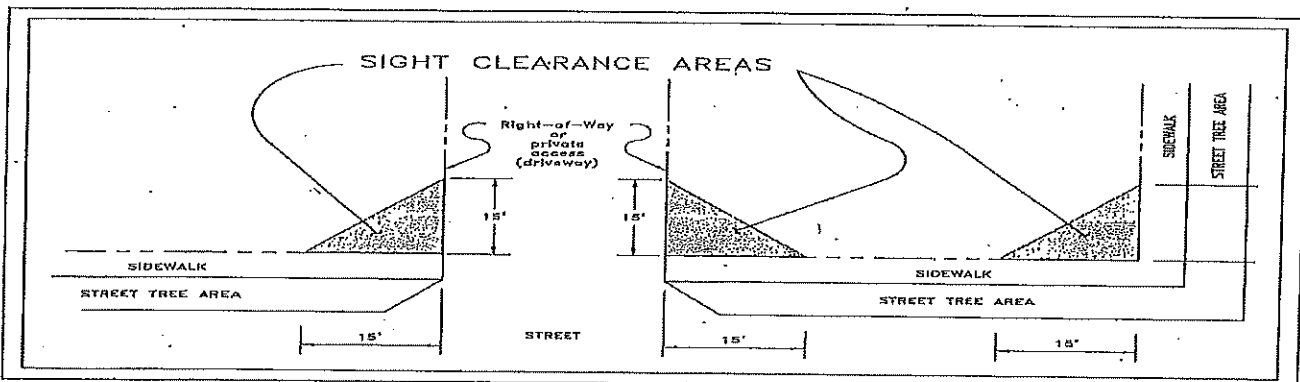 SIGHT CLEARANCE AREAS
Right-of-Way
or
private
access
(driveway)
15'
15'
SIDEWALK
STREET TREE AREA
SIDEWALK
STREET TREE AREA
SIDEWALK
STREET TREE AREA
15'
STREET
15'
15'